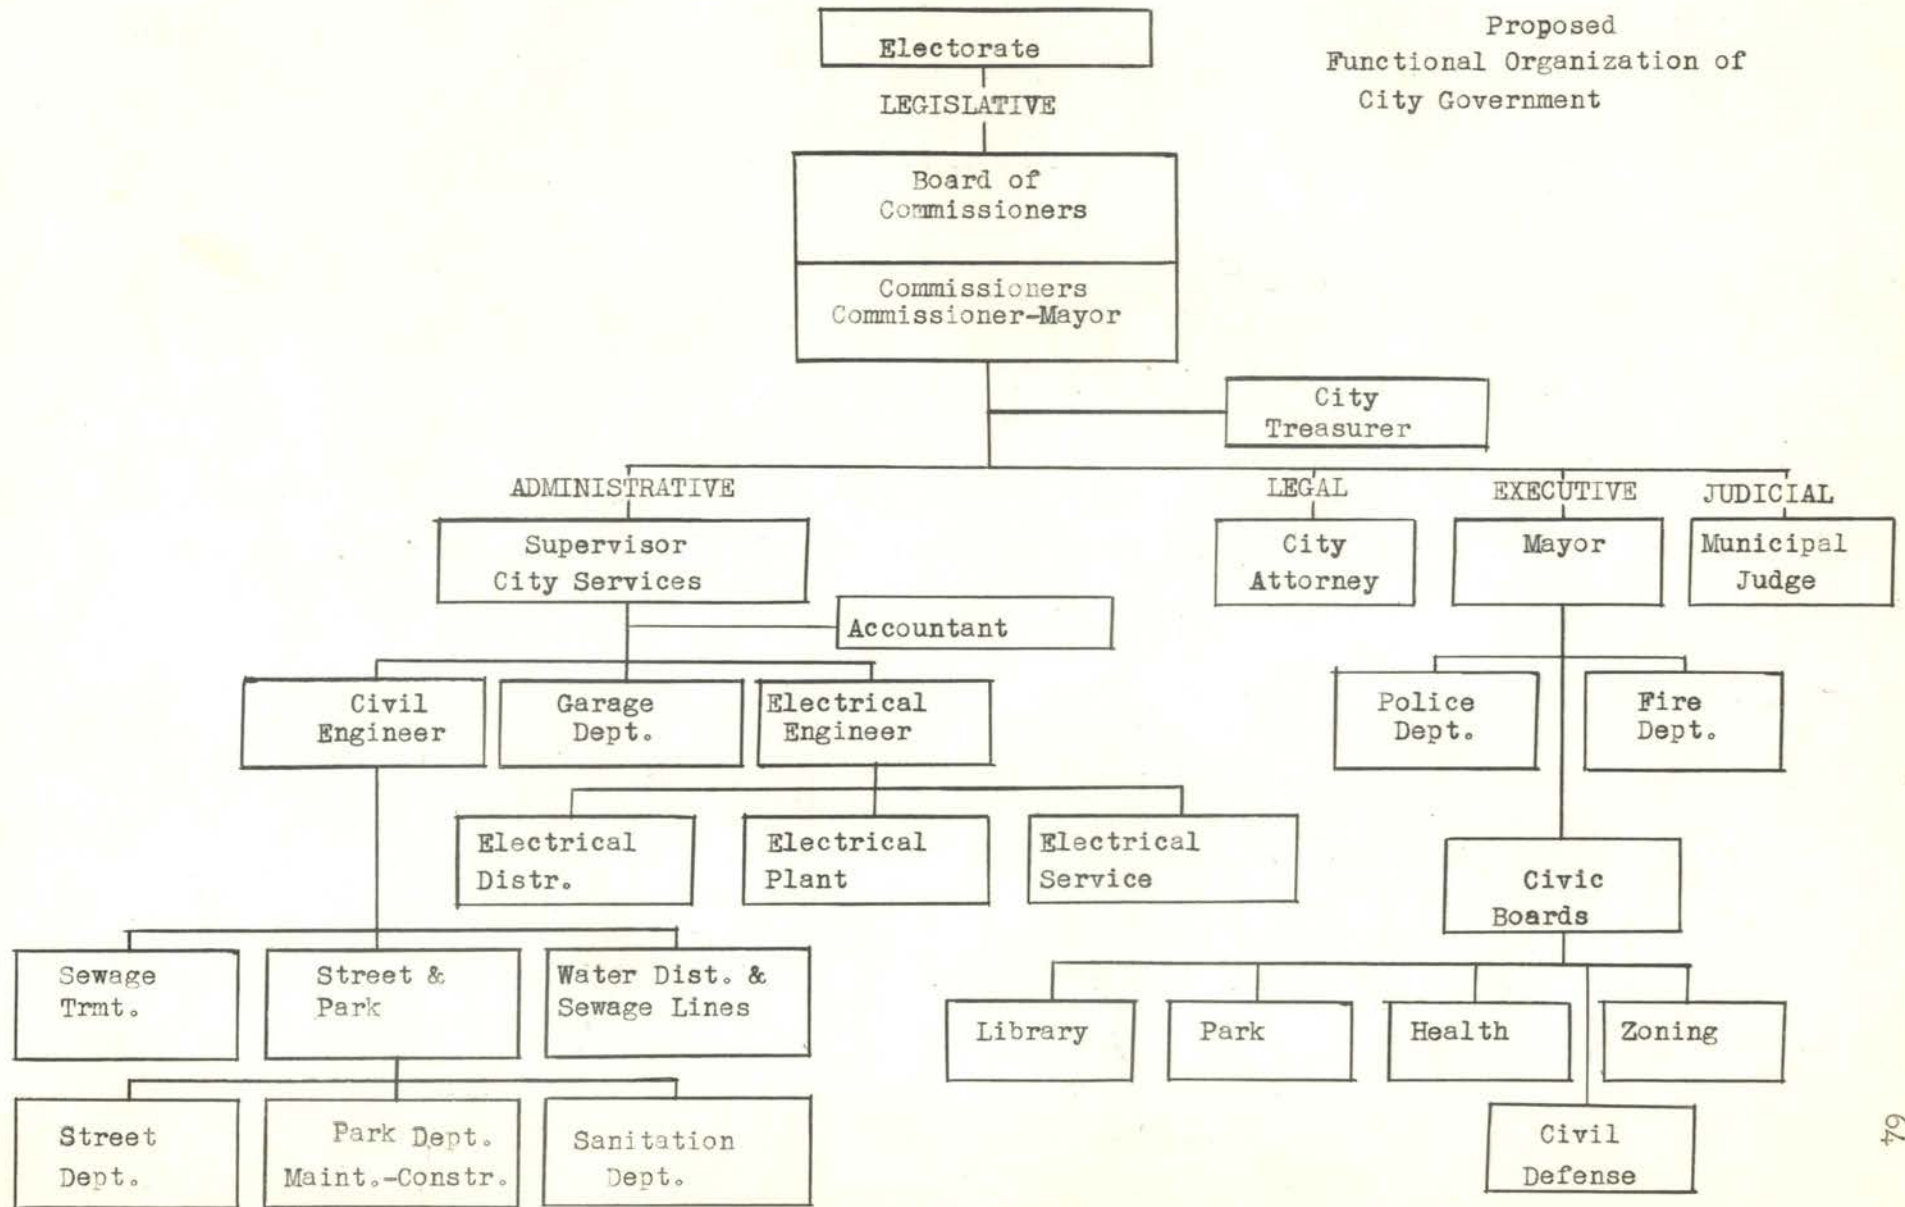 Proposed
Functional Organization of
City Government
Electorate
LEGISLATIVE
Board of
Commissioners
Commissioners
Commissioner-Mayor
City
Treasurer
ADMINISTRATIVE
LEGAL
EXECUTIVE
JUDICIAL
Supervisor
City Services
City
Attorney
Mayor
Municipal
Judge
Accountant
Civil
Engineer
Garage
Dept.
Electrical
Engineer
Police
Dept.
Fire
Dept.
Electrical
Distr.
Electrical
Plant
Electrical
Service
Civic
Boards
Sewage
Trmt.
Street &
Park
Water Dist. &
Sewage Lines
Library
Park
Health
Zoning
Street
Dept.
Park Dept.
Maint.-Constr.
Sanitation
Dept.
Civil
Defense
64